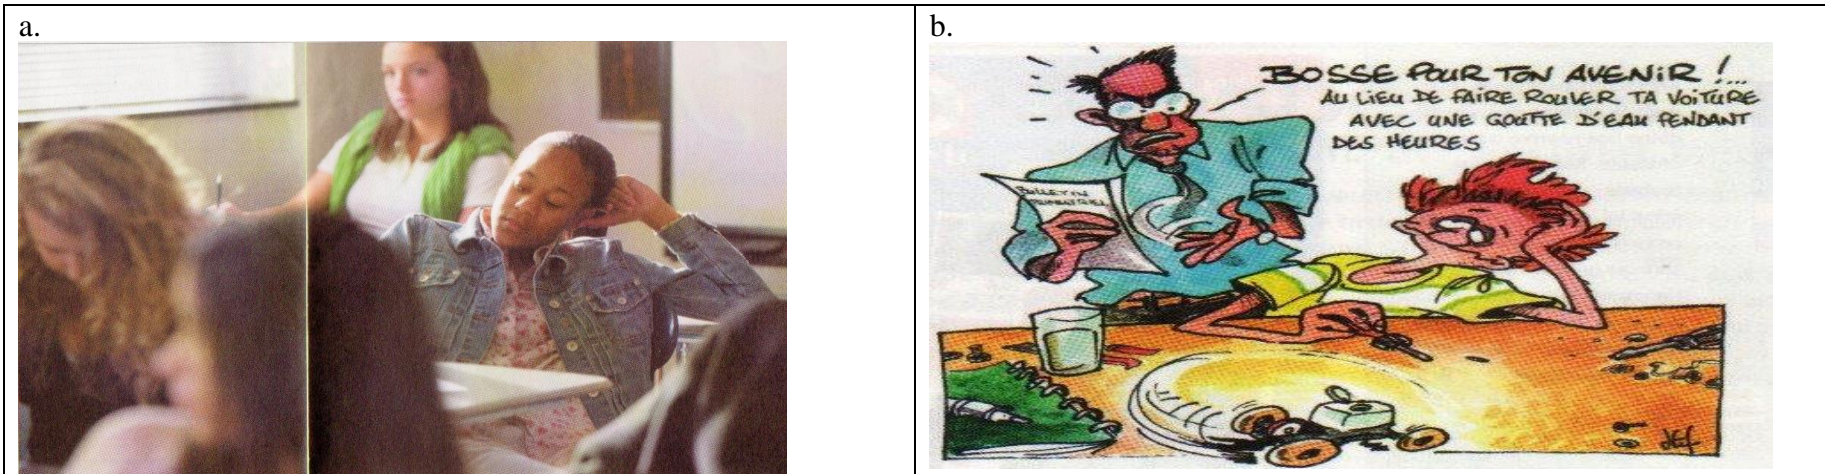 a.
b.
BOSSE POUR TON AVENIR !...
AU LIEU DE FAIRE ROULER TA VOITURE
AVEC UNE GOUTTE D'EAU PENDANT
DES HEURES
BULLETIN
JEF